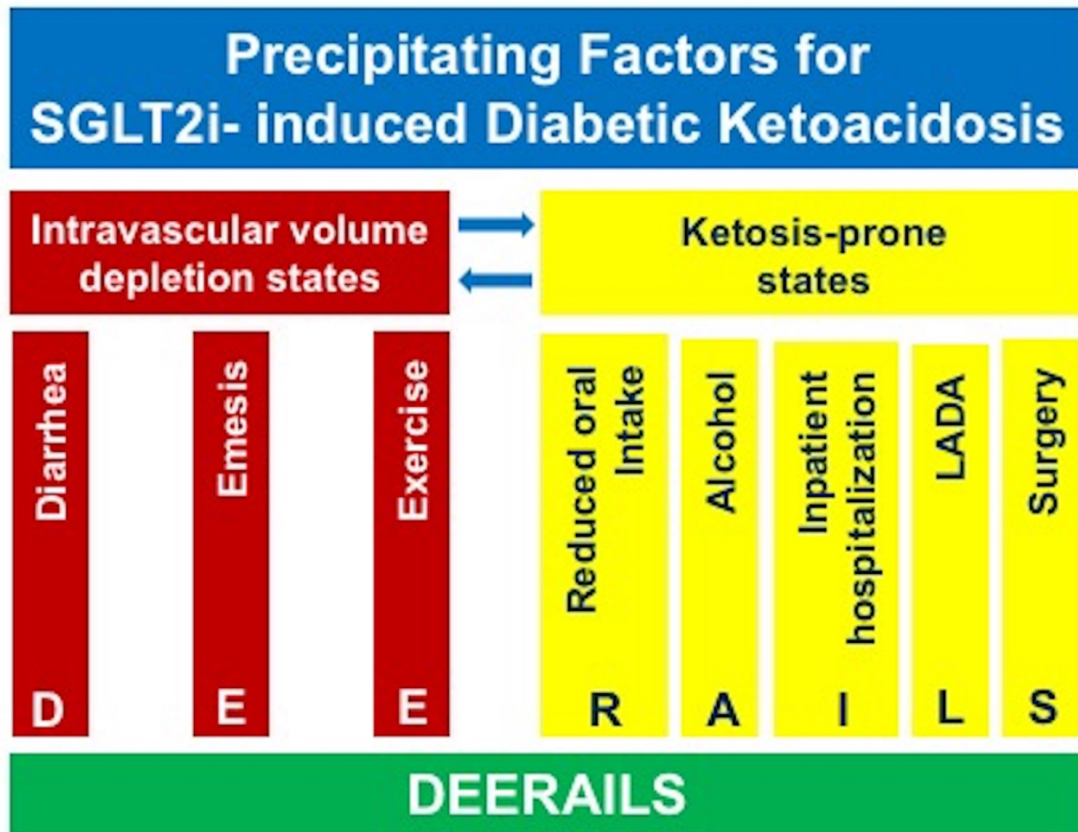 Precipitating Factors for
SGLT2i- induced Diabetic Ketoacidosis
Intravascular volume
depletion states
Ketosis-prone
states
Diarrhea
Emesis
Exercise
Reduced oral
Intake
Alcohol
Inpatient
hospitalization
LADA
Surgery
D E E R A I L S
DEERAILS